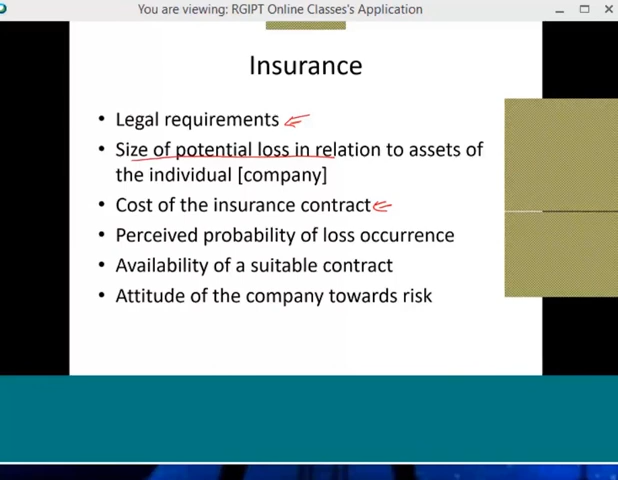 You are viewing: RGIPT Online Classes's Application
Insurance
• Legal requirements
• Size of potential loss in relation to assets of
the individual [company]
• Cost of the insurance contract
• Perceived probability of loss occurrence
• Availability of a suitable contract
• Attitude of the company towards risk